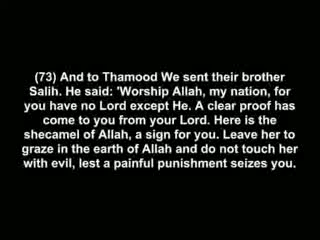 (73) And to Thamood We sent their brother
Salih. He said: 'Worship Allah, my nation, for
you have no Lord except He. A clear proof has
come to you from your Lord. Here is the
shecamel of Allah, a sign for you. Leave her to
graze in the earth of Allah and do not touch her
with evil, lest a painful punishment seizes you.